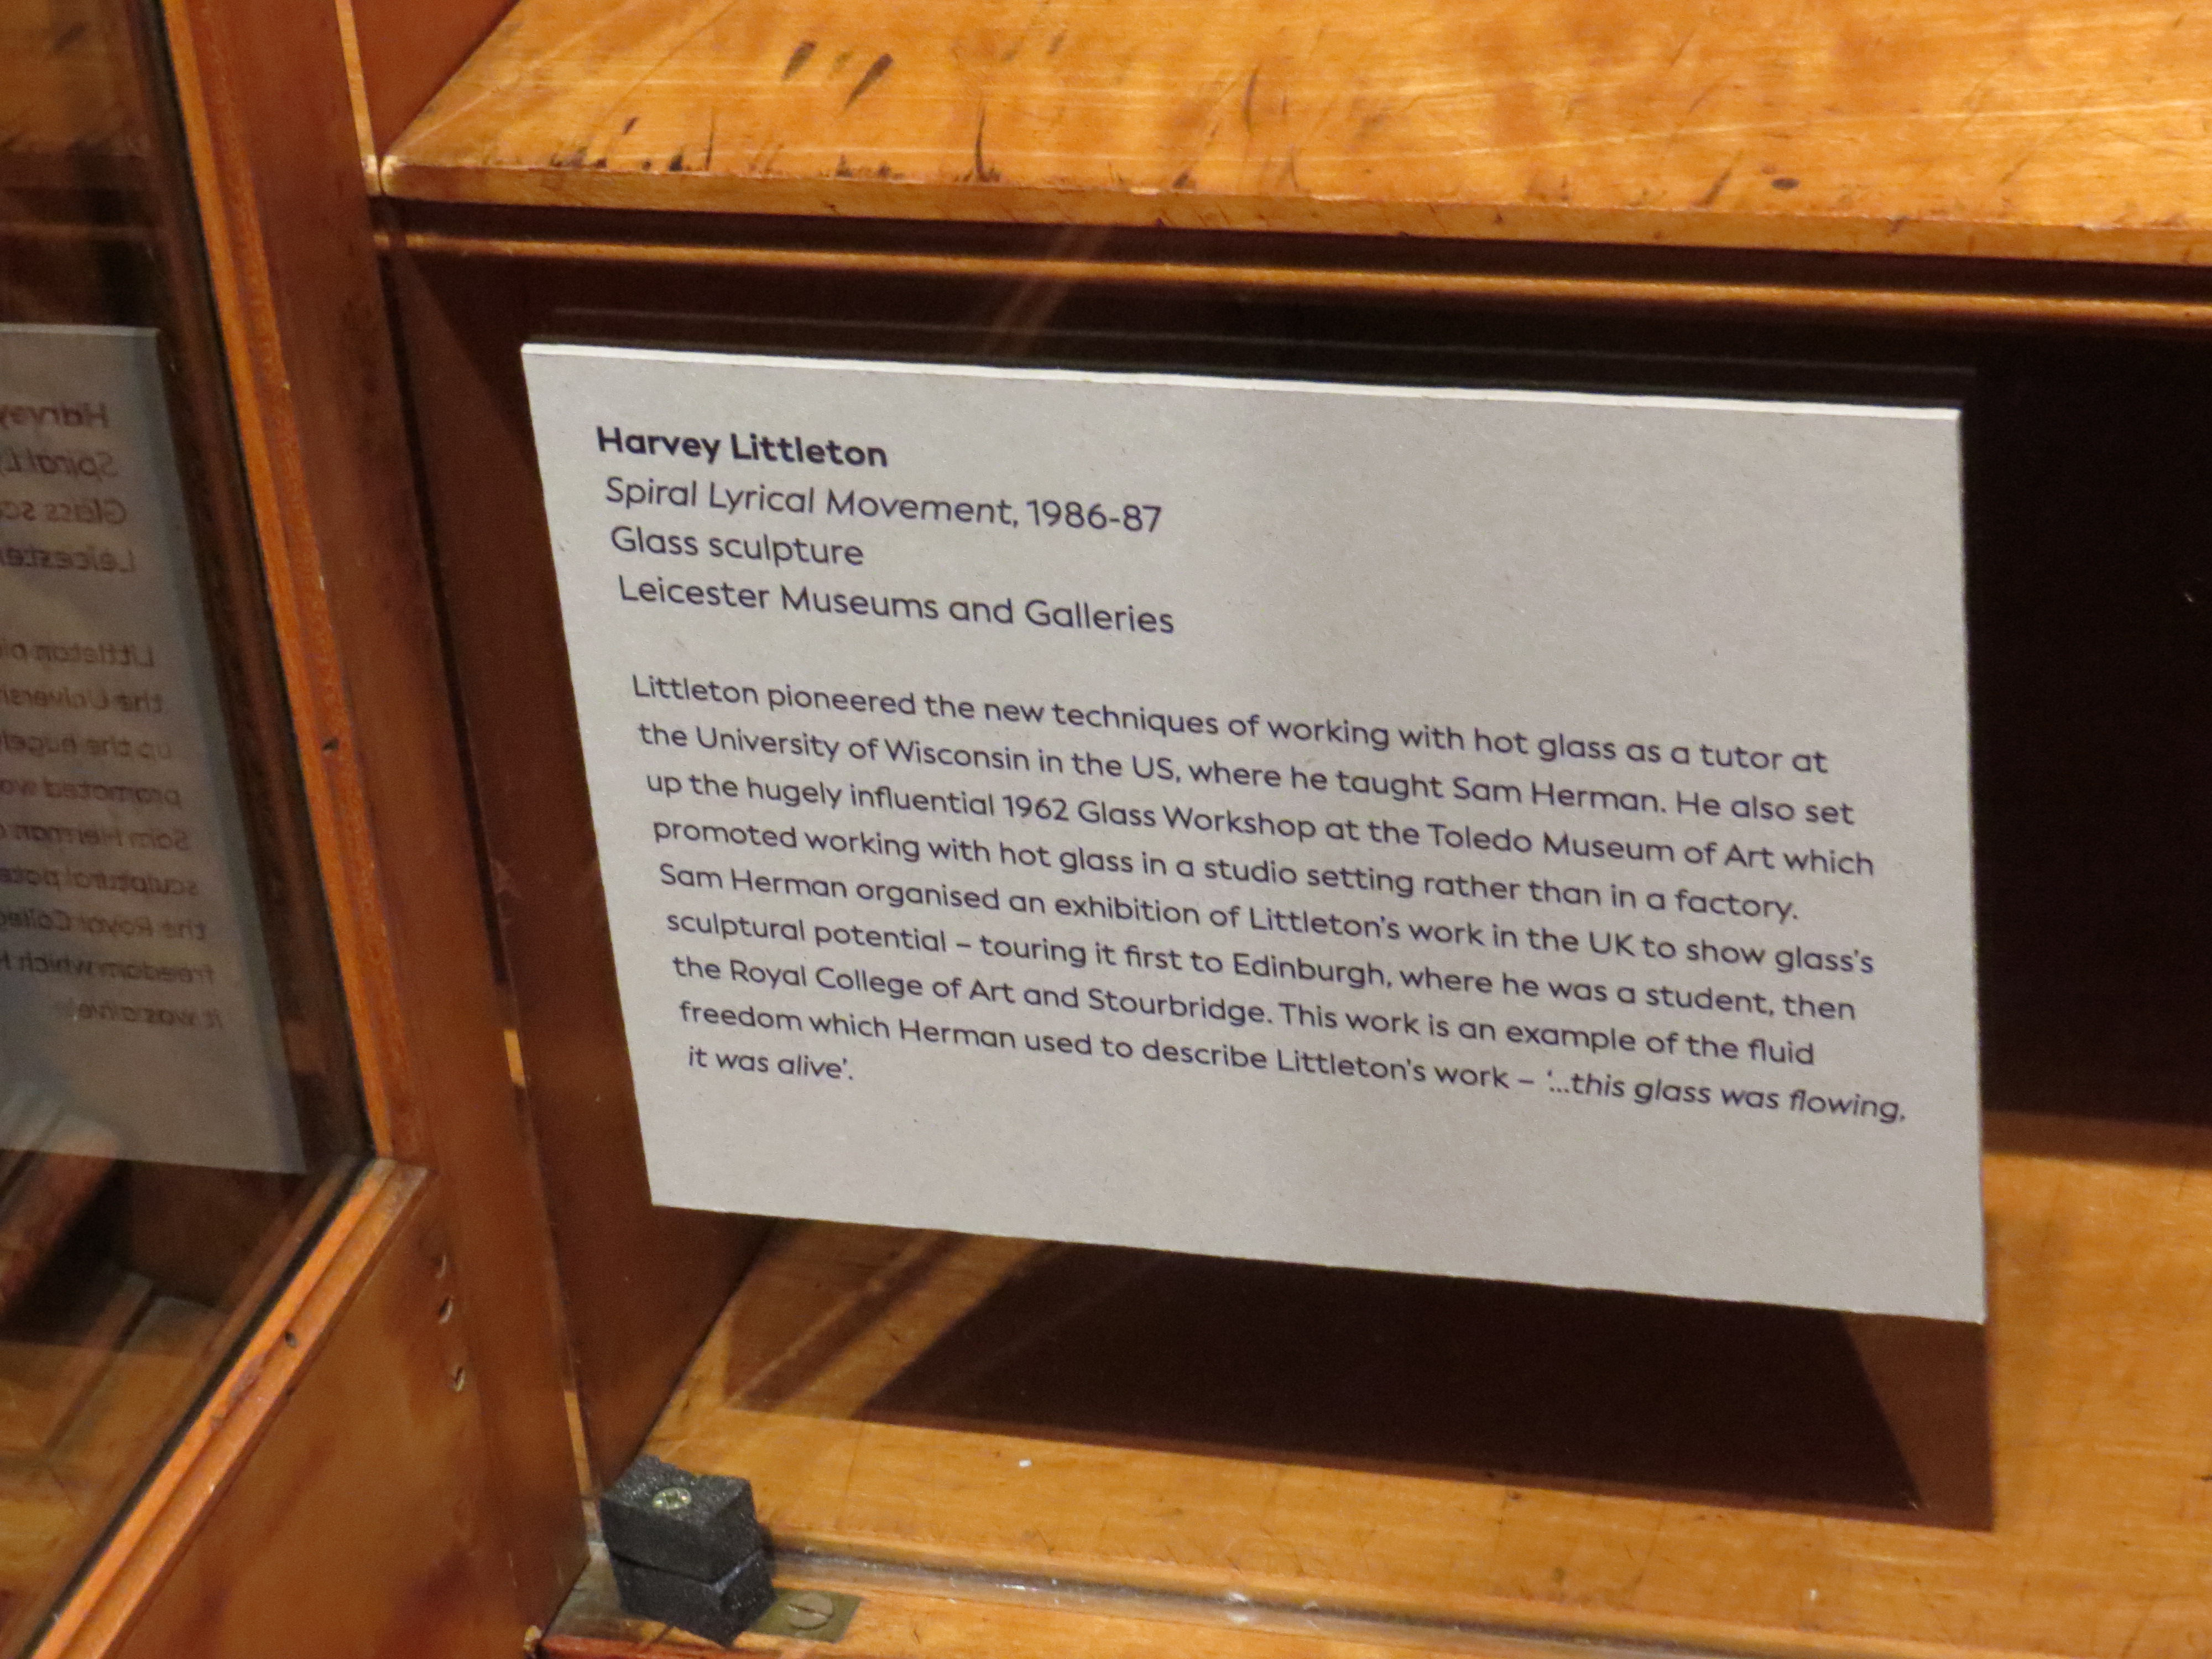 Harvey Littleton
Spiral Lyrical Movement, 1986-87
Glass sculpture
Leicester Museums and Galleries
Littleton pioneered the new techniques of working with hot glass as a tutor at
the University of Wisconsin in the US, where he taught Sam Herman. He also set
up the hugely influential 1962 Glass Workshop at the Toledo Museum of Art which
promoted working with hot glass in a studio setting rather than in a factory.
Sam Herman organised an exhibition of Littleton's work in the UK to show glass's
sculptural potential – touring it first to Edinburgh, where he was a student, then
the Royal College of Art and Stourbridge. This work is an example of the fluid
freedom which Herman used to describe Littleton's work – '...this glass was flowing,
it was alive'.